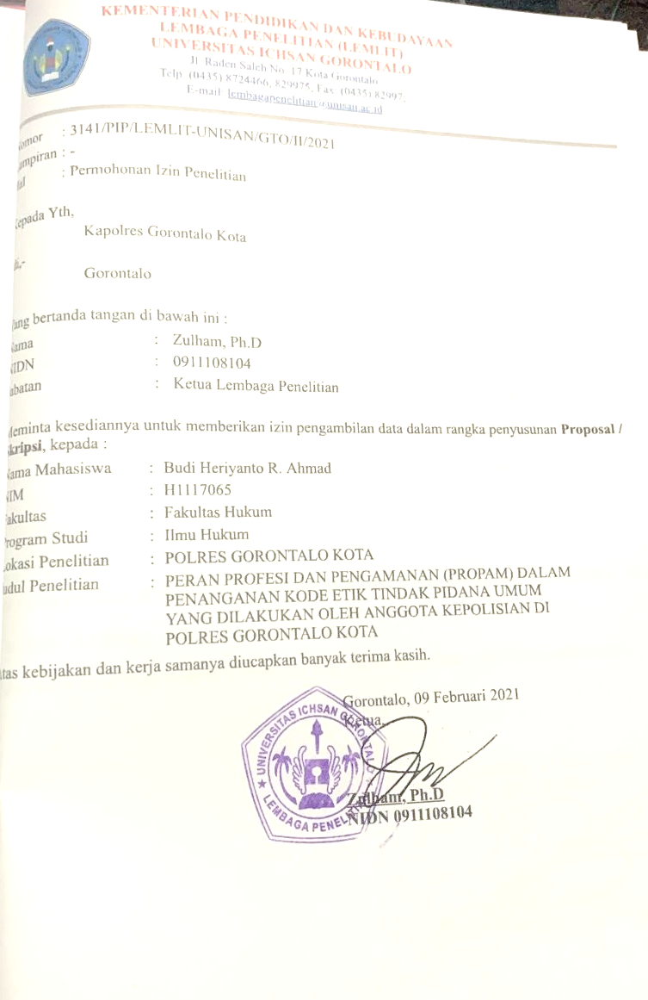 KEMENTERIAN PENDIDIKAN DAN KEBUDAYAAN
LEMBAGA PENELITIAN (LEMLIT)
UNIVERSITAS ICHSAN GORONTALO
Jl. Raden Saleh No. 17 Kota Gorontalo
Telp: (0435) 8724466, 829975, Fax: (0435) 82997;
E-mail: lembagapenelitian@unisan.ac.id
omor : 3141/PIP/LEMLIT-UNISAN/GTO/II/2021
ampiran : -
al : Permohonan Izin Penelitian
epada Yth,
Kapolres Gorontalo Kota
di,-
Gorontalo
ang bertanda tangan di bawah ini :
ama : Zulham, Ph.D
NIDN : 0911108104
abatan : Ketua Lembaga Penelitian
Meminta kesediannya untuk memberikan izin pengambilan data dalam rangka penyusunan Proposal /
kripsi, kepada :
Nama Mahasiswa : Budi Heriyanto R. Ahmad
NIM : H1117065
akultas : Fakultas Hukum
rogram Studi : Ilmu Hukum
okasi Penelitian : POLRES GORONTALO KOTA
udul Penelitian : PERAN PROFESI DAN PENGAMANAN (PROPAM) DALAM
PENANGANAN KODE ETIK TINDAK PIDANA UMUM
YANG DILAKUKAN OLEH ANGGOTA KEPOLISIAN DI
POLRES GORONTALO KOTA
tas kebijakan dan kerja samanya diucapkan banyak terima kasih.
Gorontalo, 09 Februari 2021
Ketua,
UNIVERSITAS ICHSAN GORONTALO
LEMBAGA PENELITIAN
Zulham, Ph.D
NIDN 0911108104